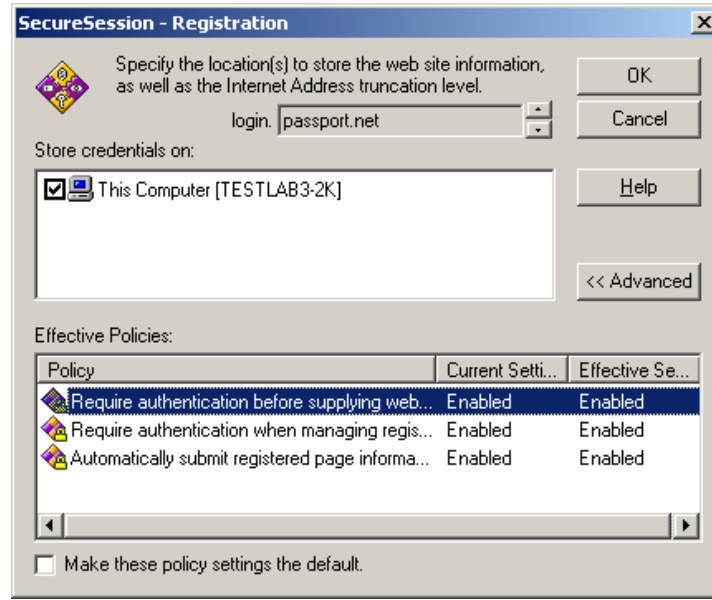 SecureSession - Registration
Specify the location(s) to store the web site information,
as well as the Internet Address truncation level.
OK
login. passport.net
Cancel
Store credentials on:
This Computer [TESTLAB3-2K]
Help
<< Advanced
Effective Policies:
Policy Current Setti... Effective Se...
Require authentication before supplying web... Enabled Enabled
Require authentication when managing regis... Enabled Enabled
Automatically submit registered page informa... Enabled Enabled
Make these policy settings the default.